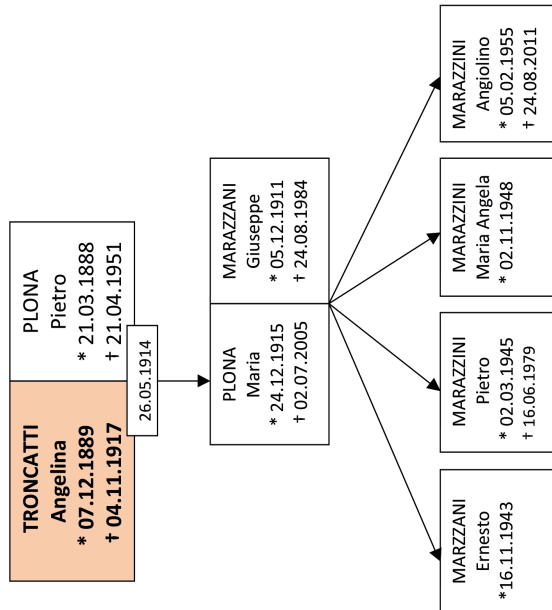 TRONCATTI
Angelina
* 07.12.1889
† 04.11.1917
PLONA
Pietro
* 21.03.1888
† 21.04.1951
26.05.1914
PLONA
Maria
* 24.12.1915
† 02.07.2005
MARAZZANI
Giuseppe
* 05.12.1911
† 24.08.1984
MARZZANI
Ernesto
*16.11.1943
MARAZZINI
Pietro
* 02.03.1945
† 16.06.1979
MARAZZINI
Maria Angela
* 02.11.1948
MARAZZINI
Angiolino
* 05.02.1955
† 24.08.2011